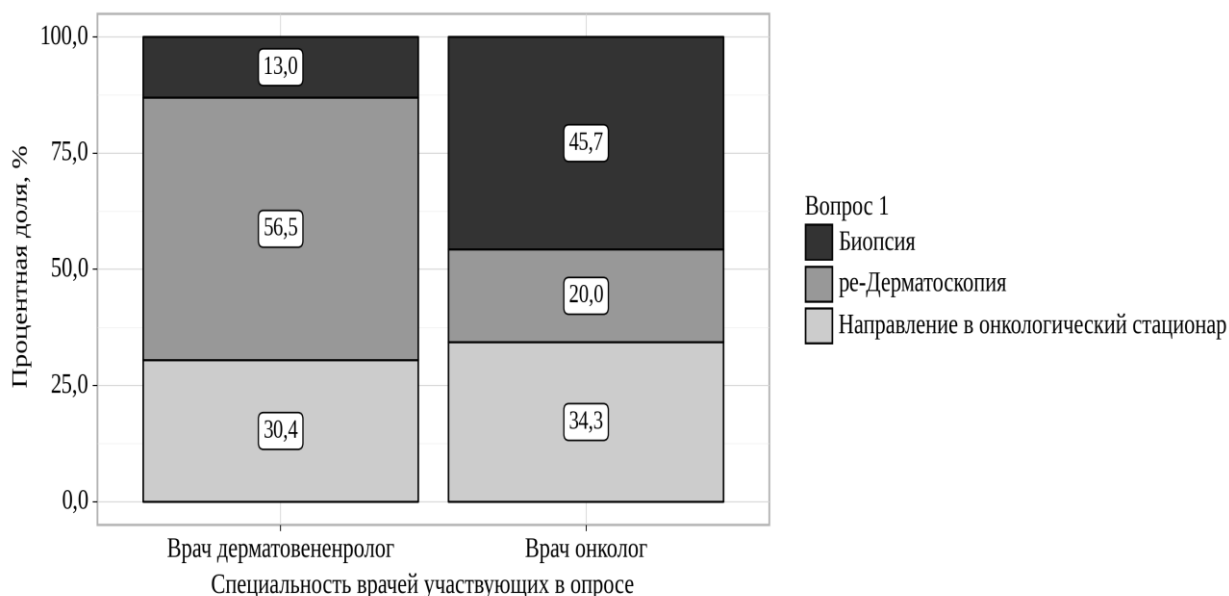 Процентная доля, %
100,0
75,0
50,0
25,0
0,0
13,0
56,5
30,4
45,7
20,0
34,3
Врач дерматовененролог
Врач онколог
Специальность врачей участвующих в опросе
Вопрос 1
Биопсия
ре-Дерматоскопия
Направление в онкологический стационар